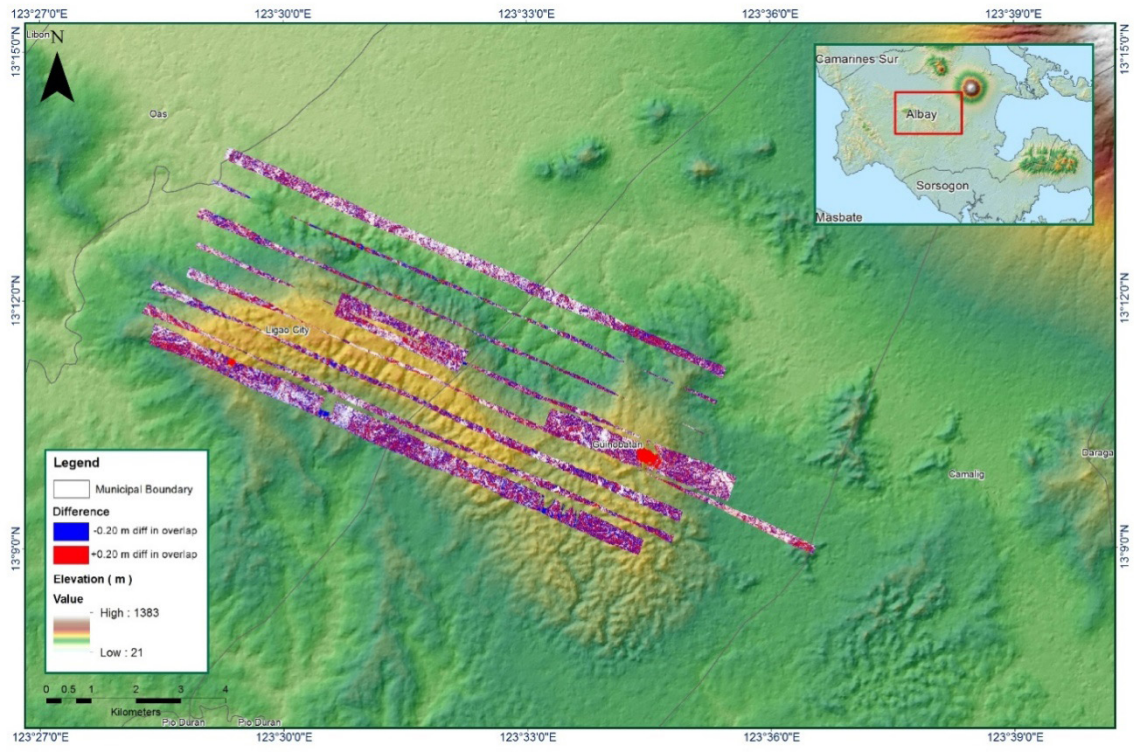 123°27'0"E 123°30'0"E 123°33'0"E 123°36'0"E 123°39'0"E
13°15'0"N
13°15'0"N
Libon
N
Oas
Camarines Sur
Albay
Sorsogon
Masbate
13°12'0"N
13°12'0"N
Ligao City
Guinobatan
Daraga
Camalig
13°9'0"N
13°9'0"N
Legend
Municipal Boundary
Difference
-0.20 m diff in overlap
+0.20 m diff in overlap
Elevation ( m )
Value
High : 1383
Low : 21
0 0.5 1 2 3 4
Kilometers
Pio Duran
Pio Duran
123°27'0"E 123°30'0"E 123°33'0"E 123°36'0"E 123°39'0"E